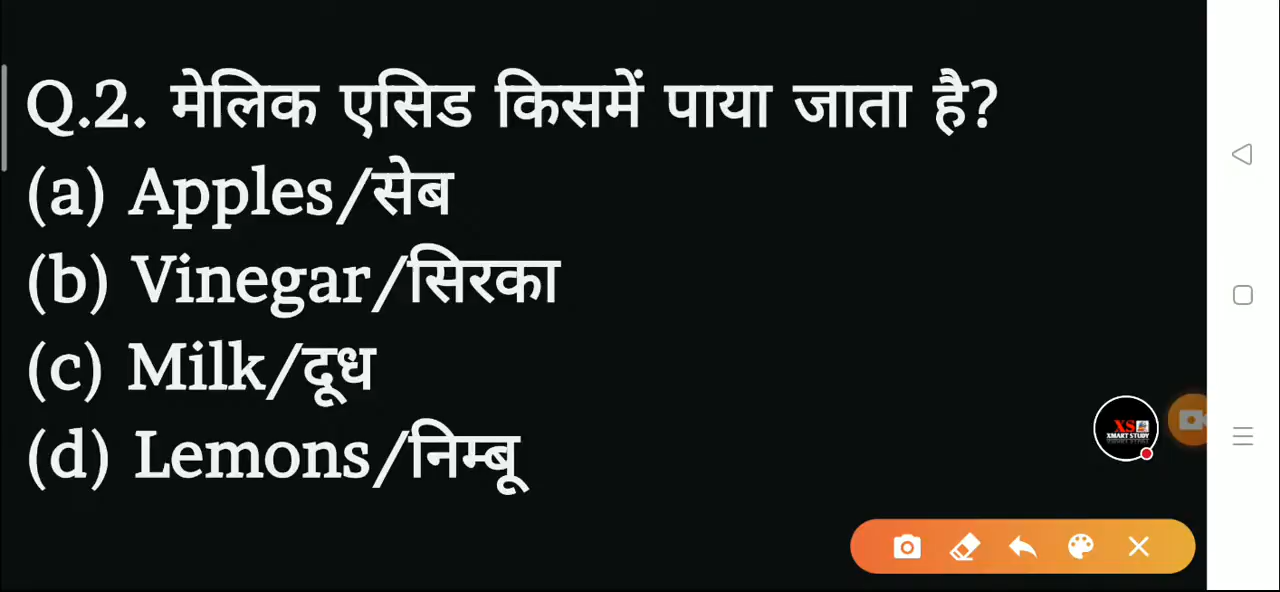 Q.2. मेलिक एसिड किसमें पाया जाता है?
(a) Apples/सेब
(b) Vinegar/सिरका
(c) Milk/दूध
(d) Lemons/निम्बू
XS
XMART STUDY